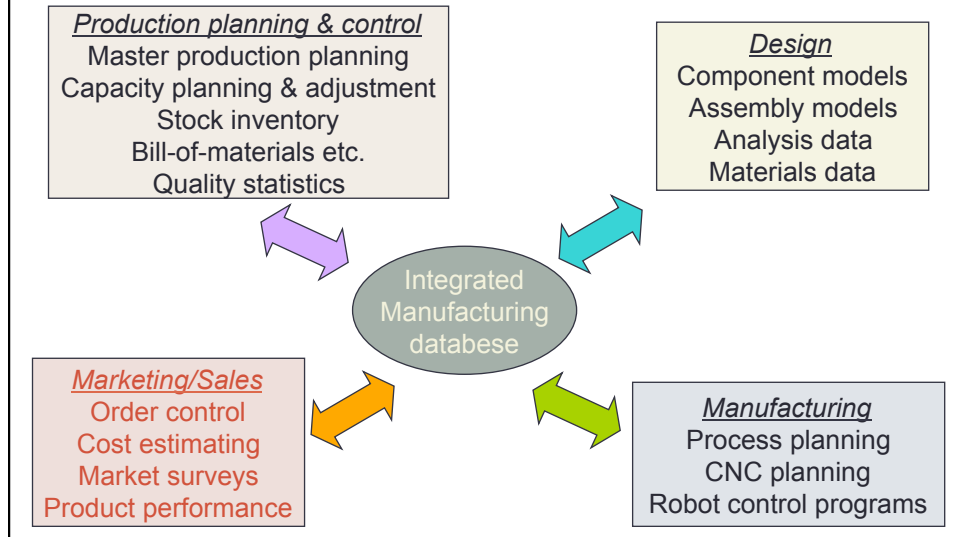 Production planning & control
Master production planning
Capacity planning & adjustment
Stock inventory
Bill-of-materials etc.
Quality statistics
Design
Component models
Assembly models
Analysis data
Materials data
Integrated
Manufacturing
databese
Marketing/Sales
Order control
Cost estimating
Market surveys
Product performance
Manufacturing
Process planning
CNC planning
Robot control programs